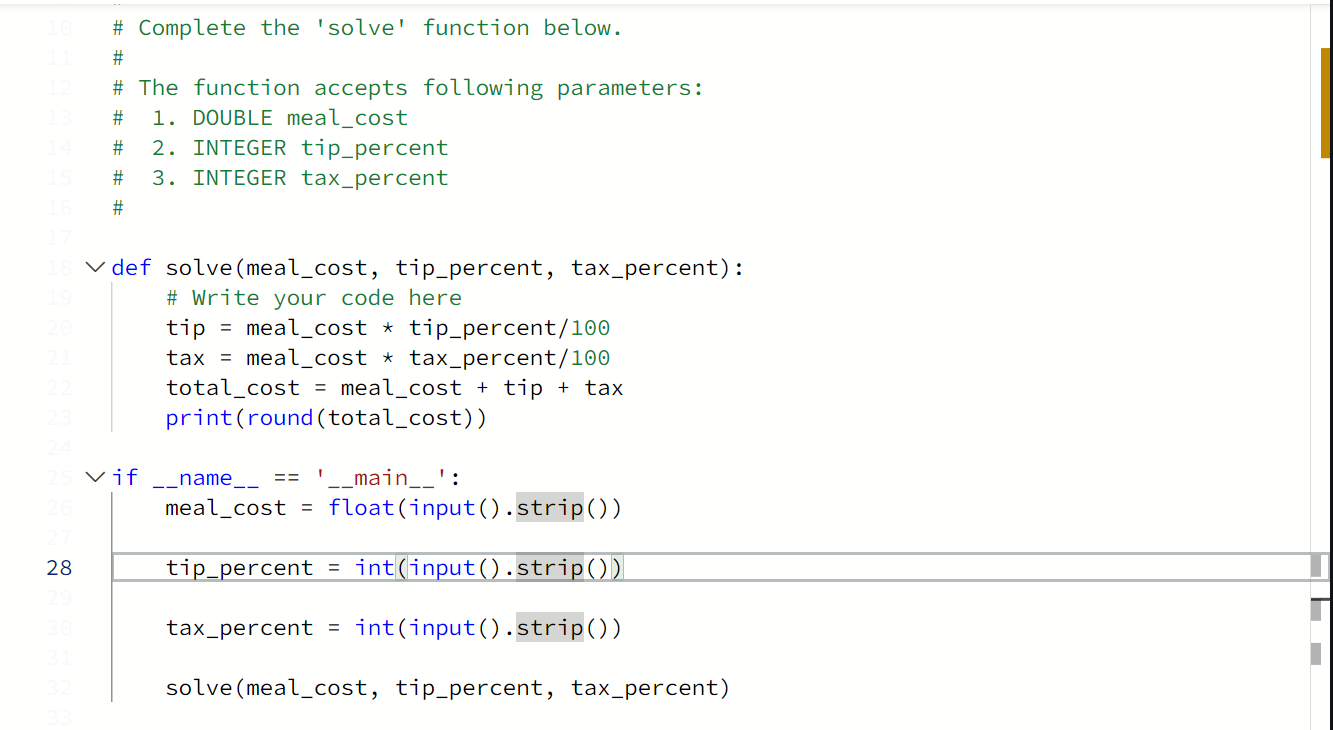 10 # Complete the 'solve' function below.
11 #
12 # The function accepts following parameters:
13 #  1. DOUBLE meal_cost
14 #  2. INTEGER tip_percent
15 #  3. INTEGER tax_percent
16 #
17
18 def solve(meal_cost, tip_percent, tax_percent):
19     # Write your code here
20     tip = meal_cost * tip_percent/100
21     tax = meal_cost * tax_percent/100
22     total_cost = meal_cost + tip + tax
23     print(round(total_cost))
24
25 if __name__ == '__main__':
26     meal_cost = float(input().strip())
27
28     tip_percent = int(input().strip())
29
30     tax_percent = int(input().strip())
31
32     solve(meal_cost, tip_percent, tax_percent)
33